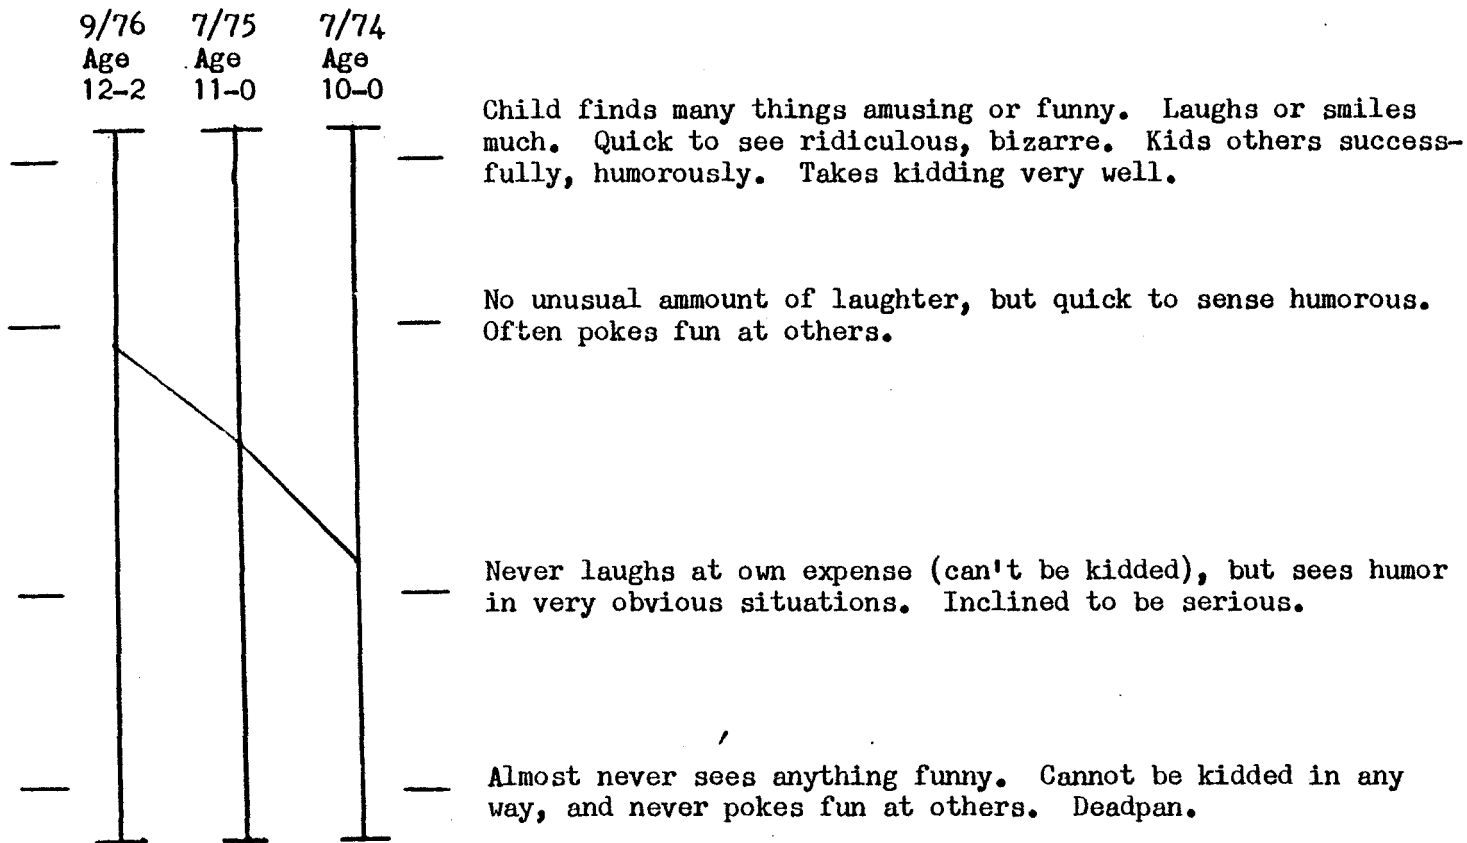 9/76 7/75 7/74
Age Age Age
12-2 11-0 10-0
Child finds many things amusing or funny. Laughs or smiles
much. Quick to see ridiculous, bizarre. Kids others success-
fully, humorously. Takes kidding very well.
No unusual ammount of laughter, but quick to sense humorous.
Often pokes fun at others.
Never laughs at own expense (can't be kidded), but sees humor
in very obvious situations. Inclined to be serious.
Almost never sees anything funny. Cannot be kidded in any
way, and never pokes fun at others. Deadpan.